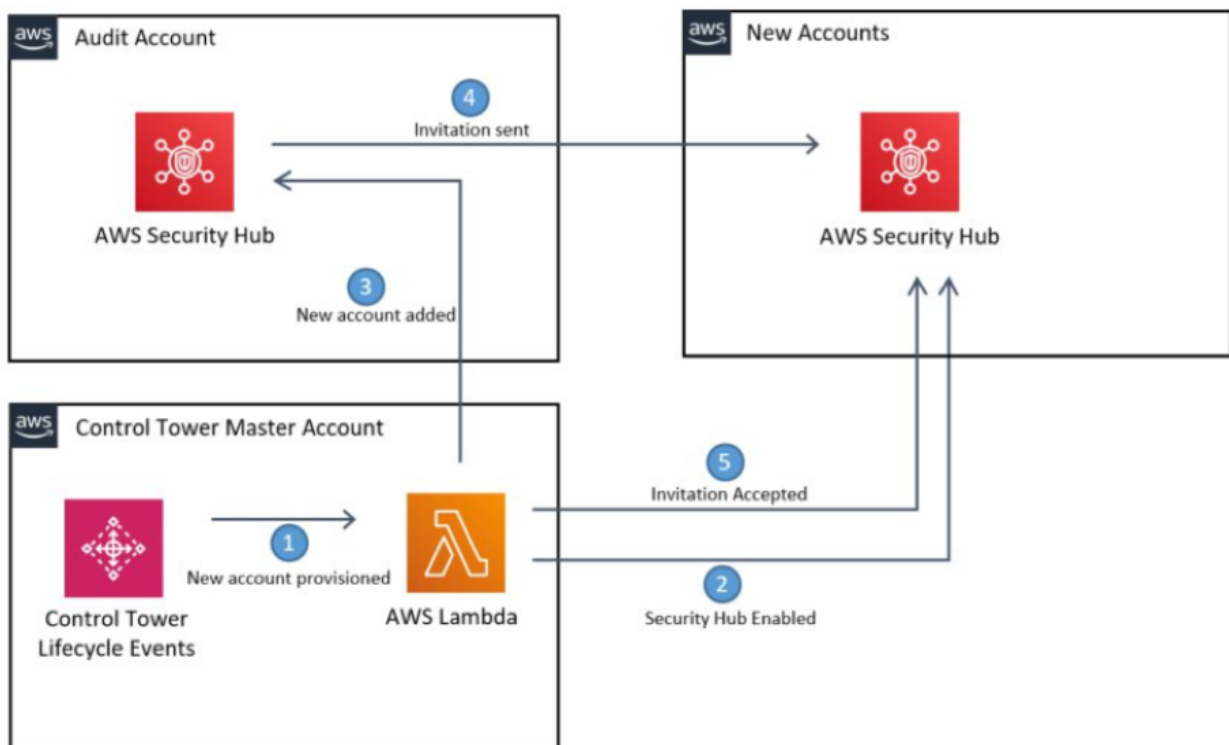 aws
Audit Account
aws
New Accounts
4
Invitation sent
AWS Security Hub
AWS Security Hub
3
New account added
aws
Control Tower Master Account
5
Invitation Accepted
1
New account provisioned
2
Security Hub Enabled
Control Tower
Lifecycle Events
AWS Lambda